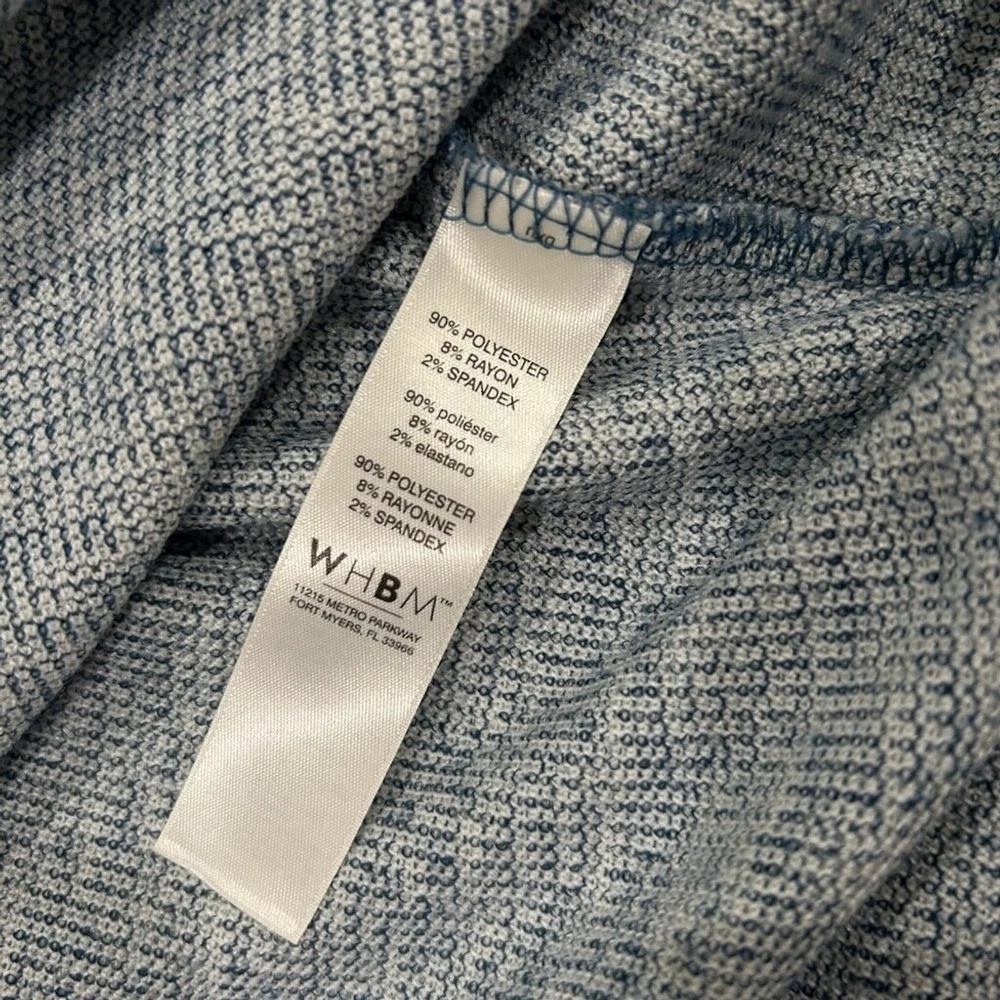 90% POLYESTER
8% RAYON
2% SPANDEX
90% poliéster
8% rayón
2% elastano
90% POLYESTER
8% RAYONNE
2% SPANDEX
WHBM™
11215 METRO PARKWAY
FORT MYERS, FL 33966